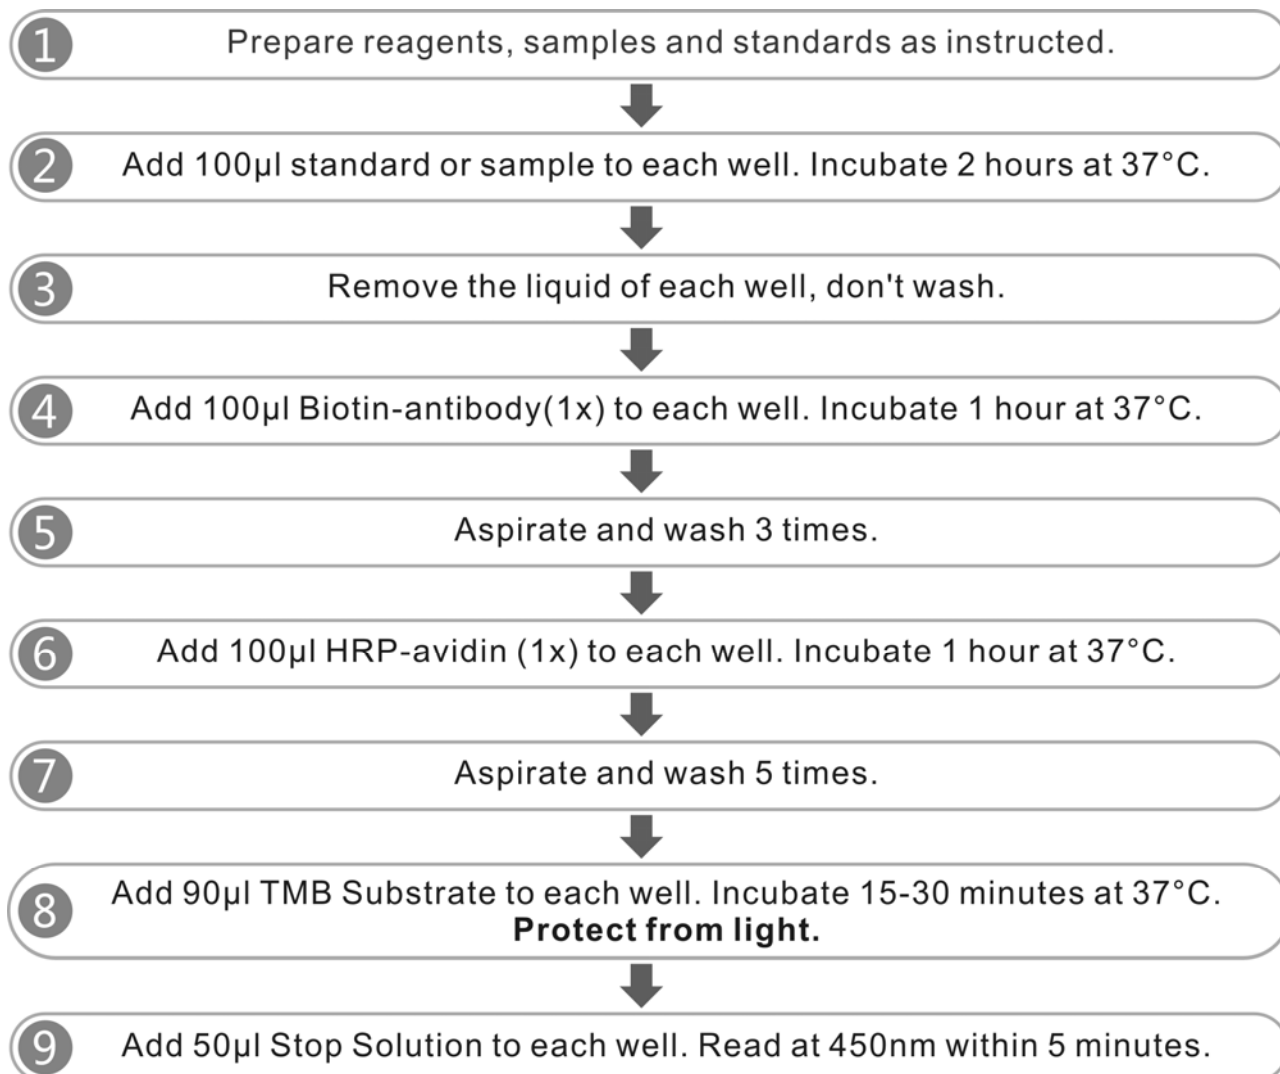 1 Prepare reagents, samples and standards as instructed.
2 Add 100µl standard or sample to each well. Incubate 2 hours at 37°C.
3 Remove the liquid of each well, don't wash.
4 Add 100µl Biotin-antibody(1x) to each well. Incubate 1 hour at 37°C.
5 Aspirate and wash 3 times.
6 Add 100µl HRP-avidin (1x) to each well. Incubate 1 hour at 37°C.
7 Aspirate and wash 5 times.
8 Add 90µl TMB Substrate to each well. Incubate 15-30 minutes at 37°C.
Protect from light.
9 Add 50µl Stop Solution to each well. Read at 450nm within 5 minutes.